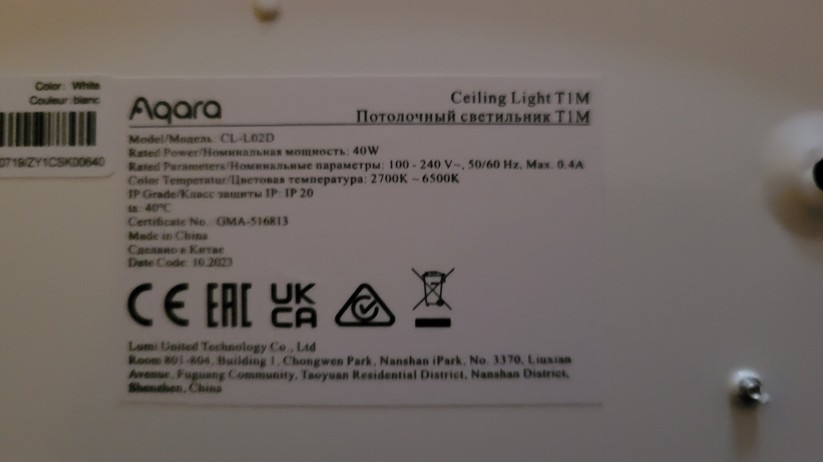 Color: White
Couleur: blanc
0719/ZY1CSK00640
Aqara
Ceiling Light T1M
Потолочный светильник T1M
Model/Модель: CL-L02D
Rated Power/Номинальная мощность: 40W
Rated Parameters/Номинальные параметры: 100 - 240 V~, 50/60 Hz, Max. 0.4A
Color Temperatur/Цветовая температура: 2700K ~ 6500K
IP Grade/Класс защиты IP: IP 20
ta: 40°C
Certificate No.: GMA-516813
Made in China
Сделано в Китае
Date Code: 10.2023
CE EAC UK
CA
Lumi United Technology Co., Ltd
Room 801-804, Building 1, Chongwen Park, Nanshan iPark, No. 3370, Liuxian
Avenue, Fuguang Community, Taoyuan Residential District, Nanshan District,
Shenzhen, China